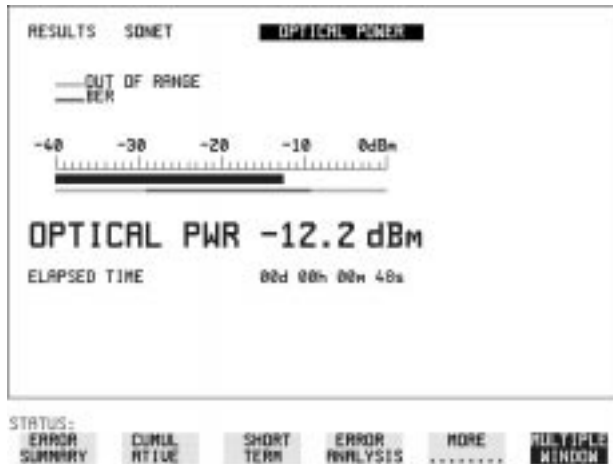 RESULTS SONET OPTICAL POWER
OUT OF RANGE
BER
-40 -30 -20 -10 0dBm
OPTICAL PWR -12.2 dBm
ELAPSED TIME 00d 00h 00m 48s
STATUS:
ERROR SUMMARY CUMUL ATIVE SHORT TERM ERROR ANALYSIS MORE ........ MULTIPLE WINDOW